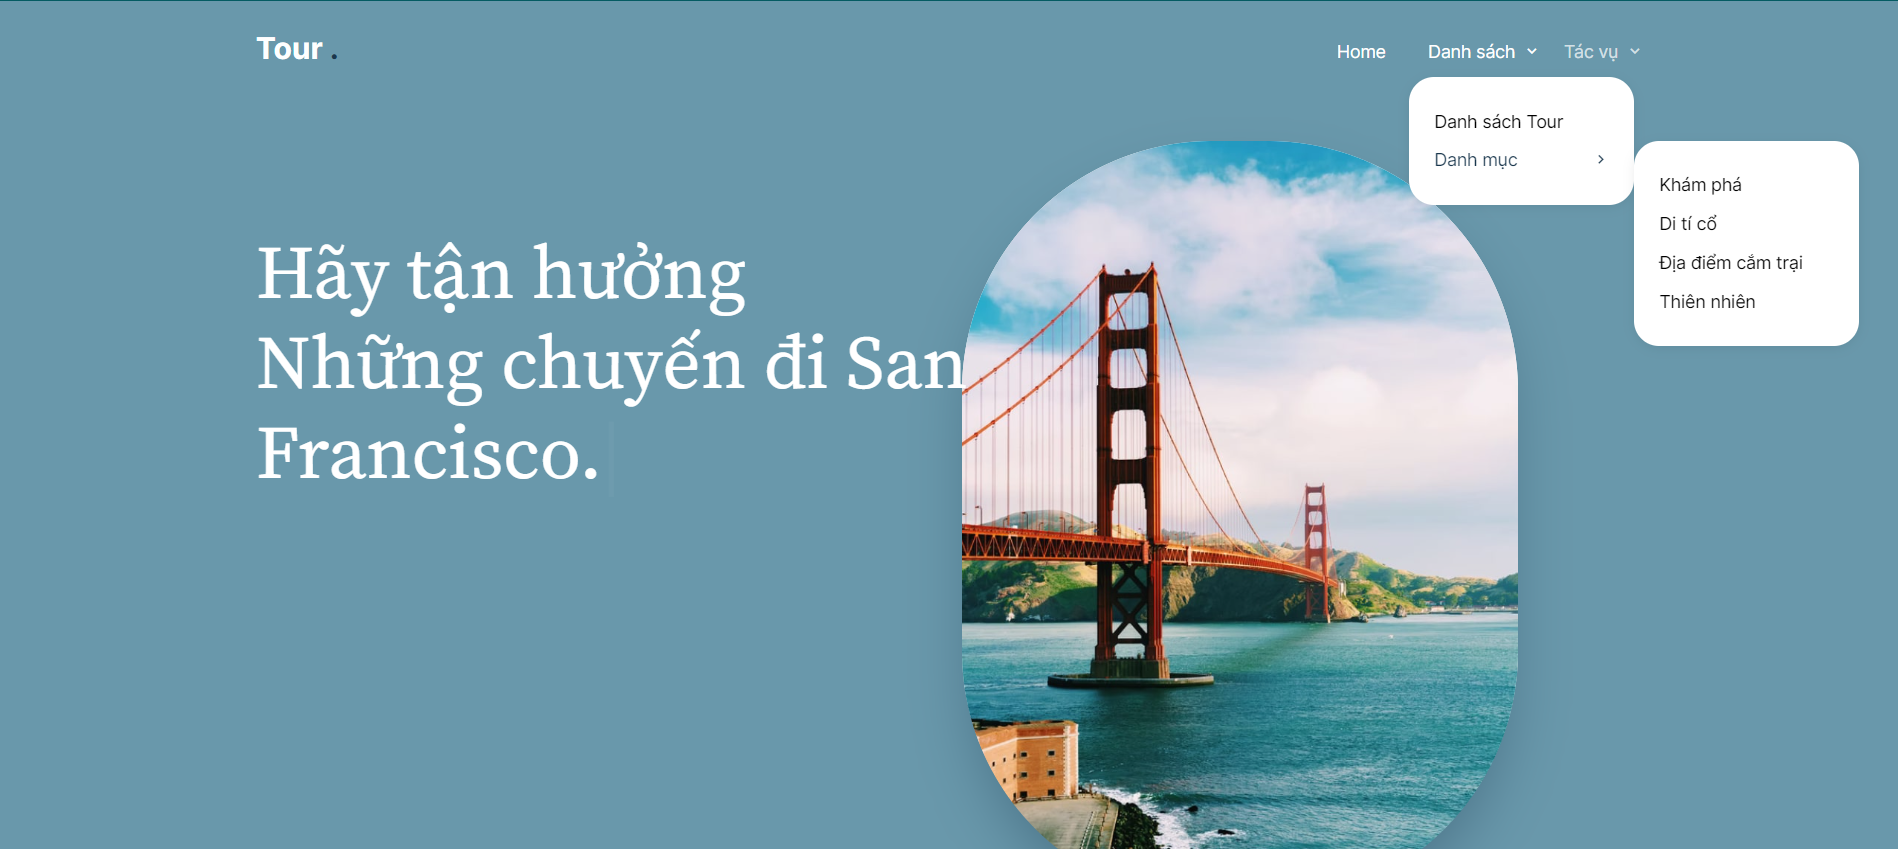 Tour .
Home
Danh sách
Tác vụ
Danh sách Tour
Danh mục
Khám phá
Di tí cổ
Địa điểm cắm trại
Thiên nhiên
Hãy tận hưởng
Những chuyến đi San
Francisco.